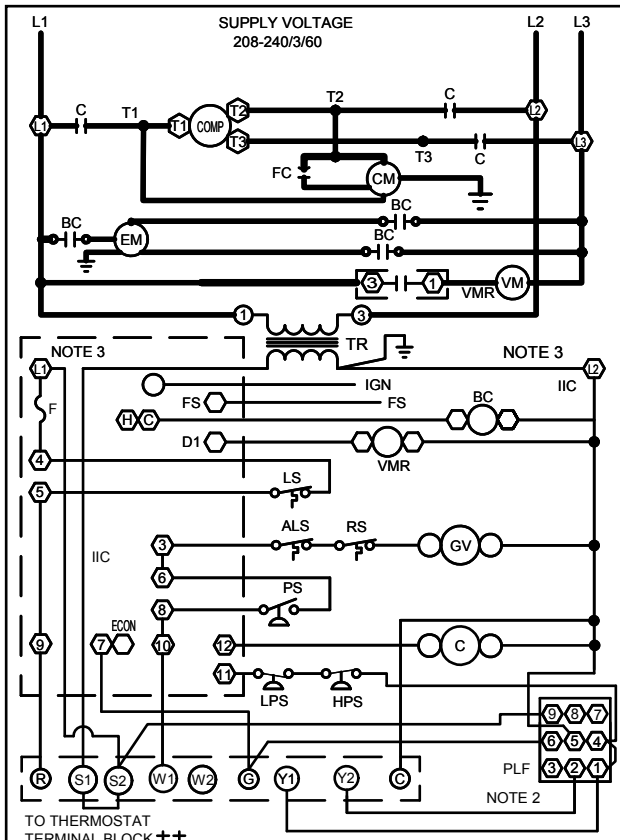 L1 SUPPLY VOLTAGE L2 L3
208-240/3/60
C T1 T2 T2 C
L1 T1 COMP L2
T3 T3 C L3
FC CM
BC BC
EM BC
3 1 VM
VMR
1 3
TR
NOTE 3 NOTE 3
L1 L2
IGN IIC
F FS FS BC
H C
D1
VMR
4 LS
5
ALS RS
IIC 3 GV
6 PS
8
ECON
9 7 10 12 C
11
LPS HPS
9 8 7
6 5 4
PLF 3 2 1
R S1 S2 W1 W2 G Y1 Y2 C
NOTE 2
TO THERMOSTAT
TERMINAL BLOCK ++